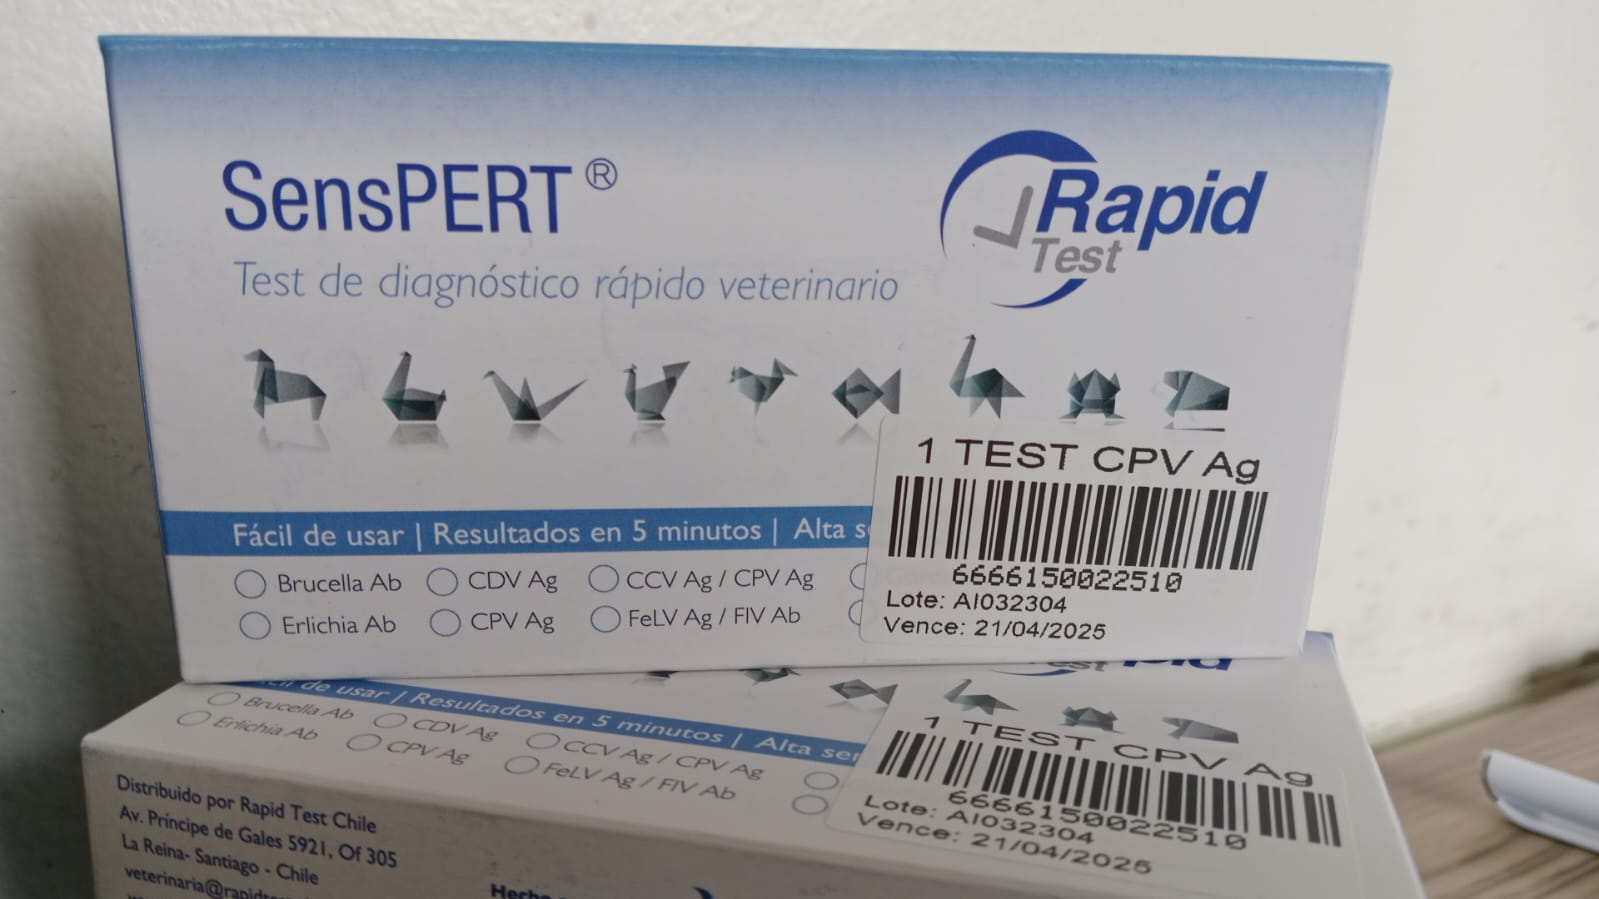 SensPERT®
Rapid
Test
Test de diagnóstico rápido veterinario
Fácil de usar | Resultados en 5 minutos | Alta
Brucella Ab
CDV Ag
CCV Ag / CPV Ag
Erlichia Ab
CPV Ag
FeLV Ag / FIV Ab
1 TEST CPV Ag
6666150022510
Lote: AI032304
Vence: 21/04/2025
de usar | Resultados en 5 minutos | Alta
Brucella Ab
CDV Ag
CCV Ag / CPV Ag
Erlichia Ab
CPV Ag
FeLV Ag / FIV Ab
1 TEST CPV Ag
6666150022510
Lote: AI032304
Vence: 21/04/2025
Distribuido por Rapid Test Chile
Av. Príncipe de Gales 5921, Of 305
La Reina- Santiago - Chile
Hecho